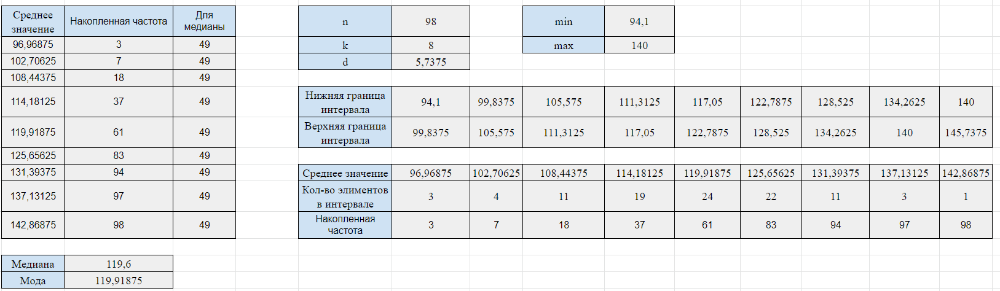 Среднее значение Накопленная частота Для медианы
96,96875 3 49
102,70625 7 49
108,44375 18 49
114,18125 37 49
119,91875 61 49
125,65625 83 49
131,39375 94 49
137,13125 97 49
142,86875 98 49
Медиана 119,6
Мода 119,91875
n 98
k 8
d 5,7375
min 94,1
max 140
Нижняя граница интервала 94,1 99,8375 105,575 111,3125 117,05 122,7875 128,525 134,2625 140
Верхняя граница интервала 99,8375 105,575 111,3125 117,05 122,7875 128,525 134,2625 140 145,7375
Среднее значение 96,96875 102,70625 108,44375 114,18125 119,91875 125,65625 131,39375 137,13125 142,86875
Кол-во элиментов в интервале 3 4 11 19 24 22 11 3 1
Накопленная частота 3 7 18 37 61 83 94 97 98